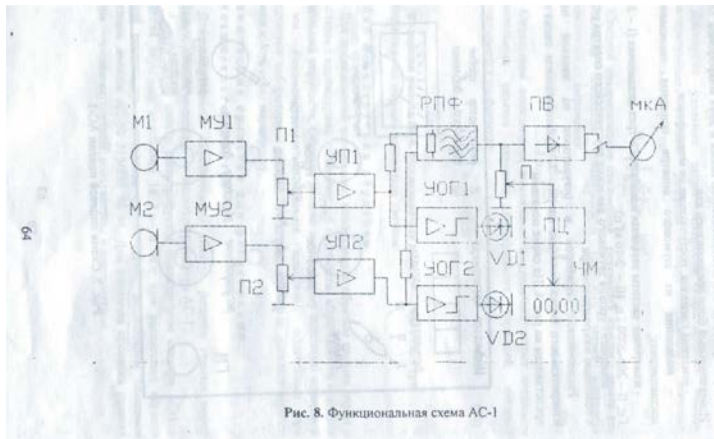 РПФ ПВ мкА
М1 МУ1 П1
УП1
П
УОГ1
М2 МУ2
ПЦ
VD1
УП2
ЧМ
П2
УОГ2
00,00
VD2
64
Рис. 8. Функциональная схема АС-1